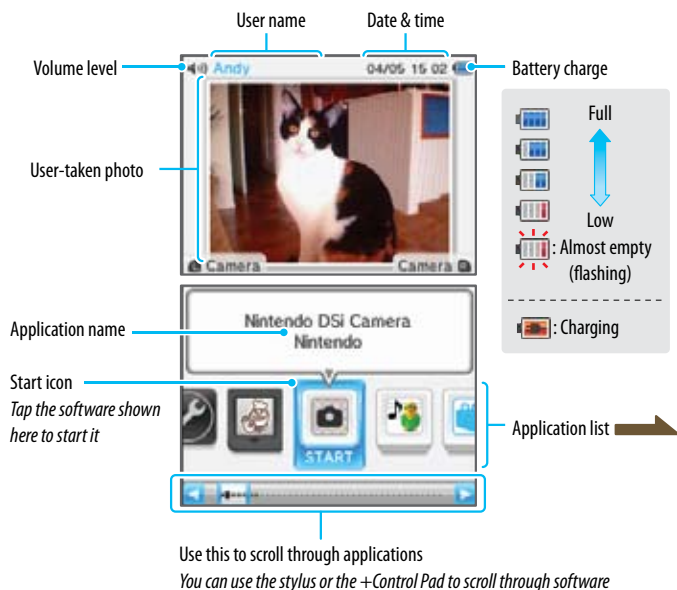 User name
Date & time
Volume level
Andy
04/05 15 02
Battery charge
Full
User-taken photo
Low
: Almost empty
(flashing)
Camera
Camera
: Charging
Application name
Nintendo DSi Camera
Nintendo
Start icon
Tap the software shown
here to start it
START
Application list
Use this to scroll through applications
You can use the stylus or the +Control Pad to scroll through software